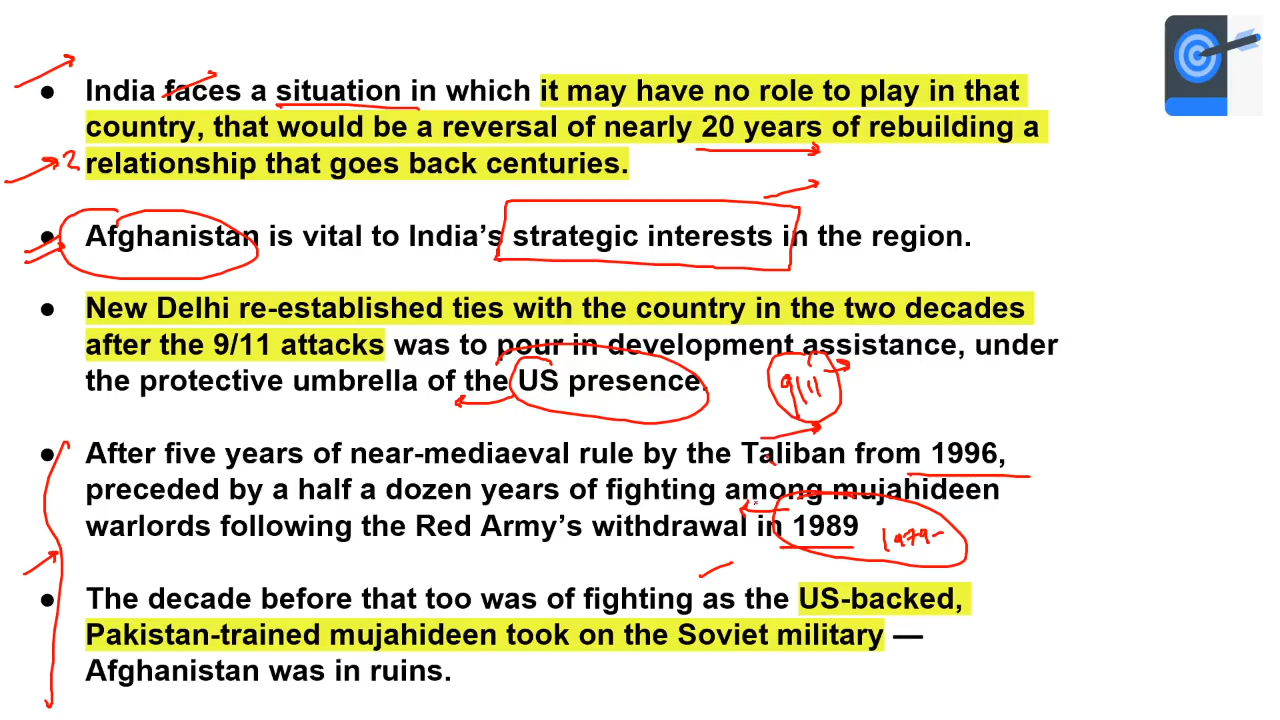 ● India faces a situation in which it may have no role to play in that
country, that would be a reversal of nearly 20 years of rebuilding a
2 relationship that goes back centuries.
● Afghanistan is vital to India's strategic interests in the region.
● New Delhi re-established ties with the country in the two decades
after the 9/11 attacks was to pour in development assistance, under
the protective umbrella of the US presence.
9/11
● After five years of near-mediaeval rule by the Taliban from 1996,
preceded by a half a dozen years of fighting among mujahideen
warlords following the Red Army's withdrawal in 1989
1979-
● The decade before that too was of fighting as the US-backed,
Pakistan-trained mujahideen took on the Soviet military —
Afghanistan was in ruins.